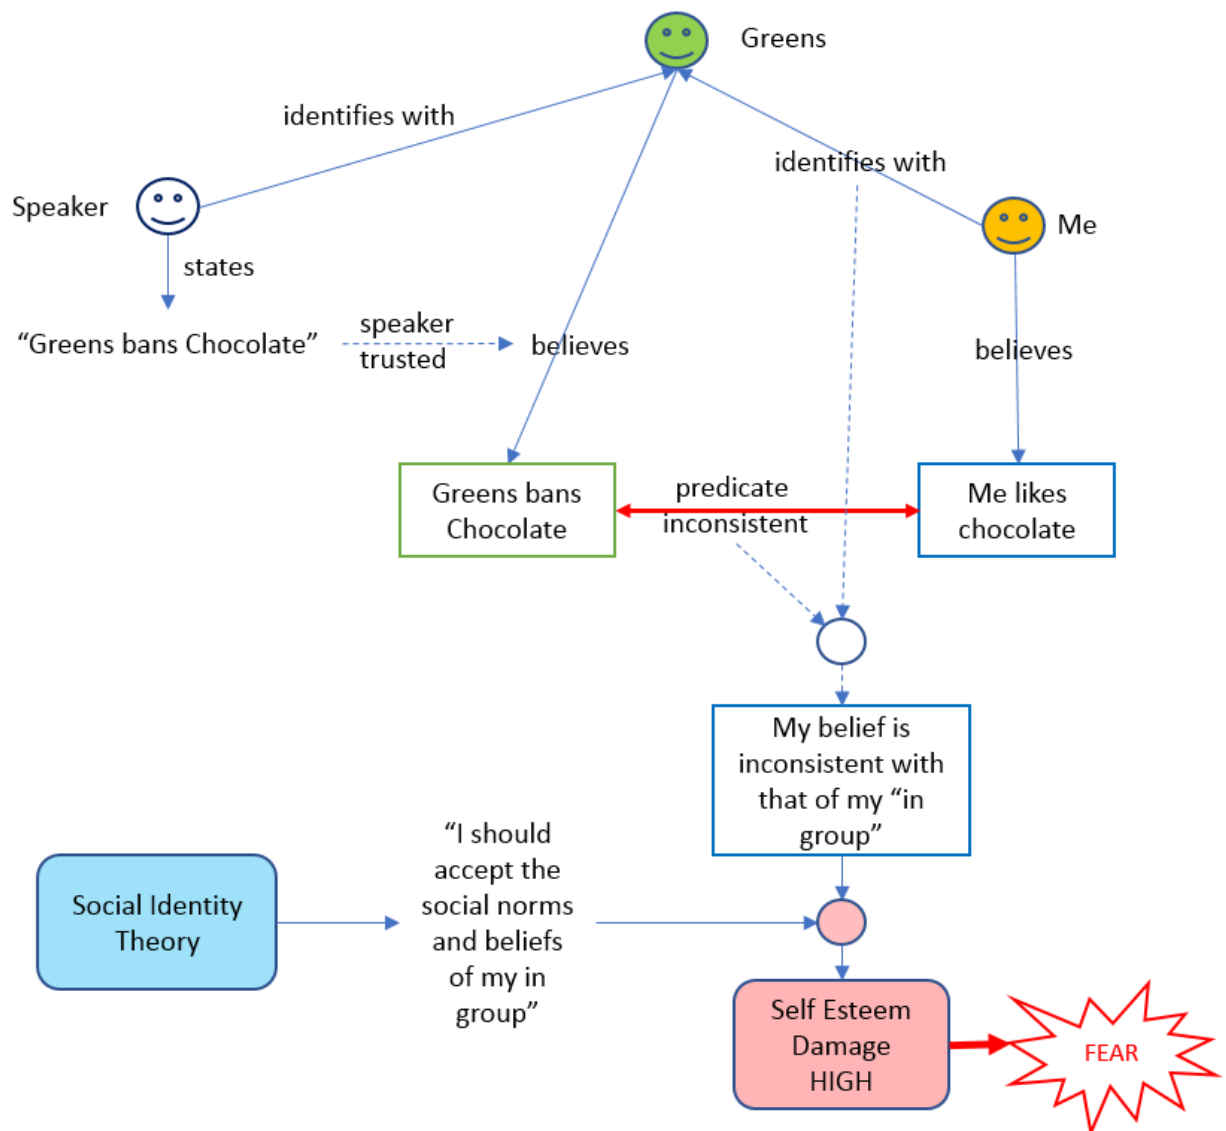 Greens
identifies with
identifies with
Speaker
Me
states
“Greens bans Chocolate”
speaker
trusted
believes
believes
Greens bans
Chocolate
predicate
inconsistent
Me likes
chocolate
My belief is
inconsistent with
that of my “in
group”
Social Identity
Theory
“I should
accept the
social norms
and beliefs
of my in
group”
Self Esteem
Damage
HIGH
FEAR